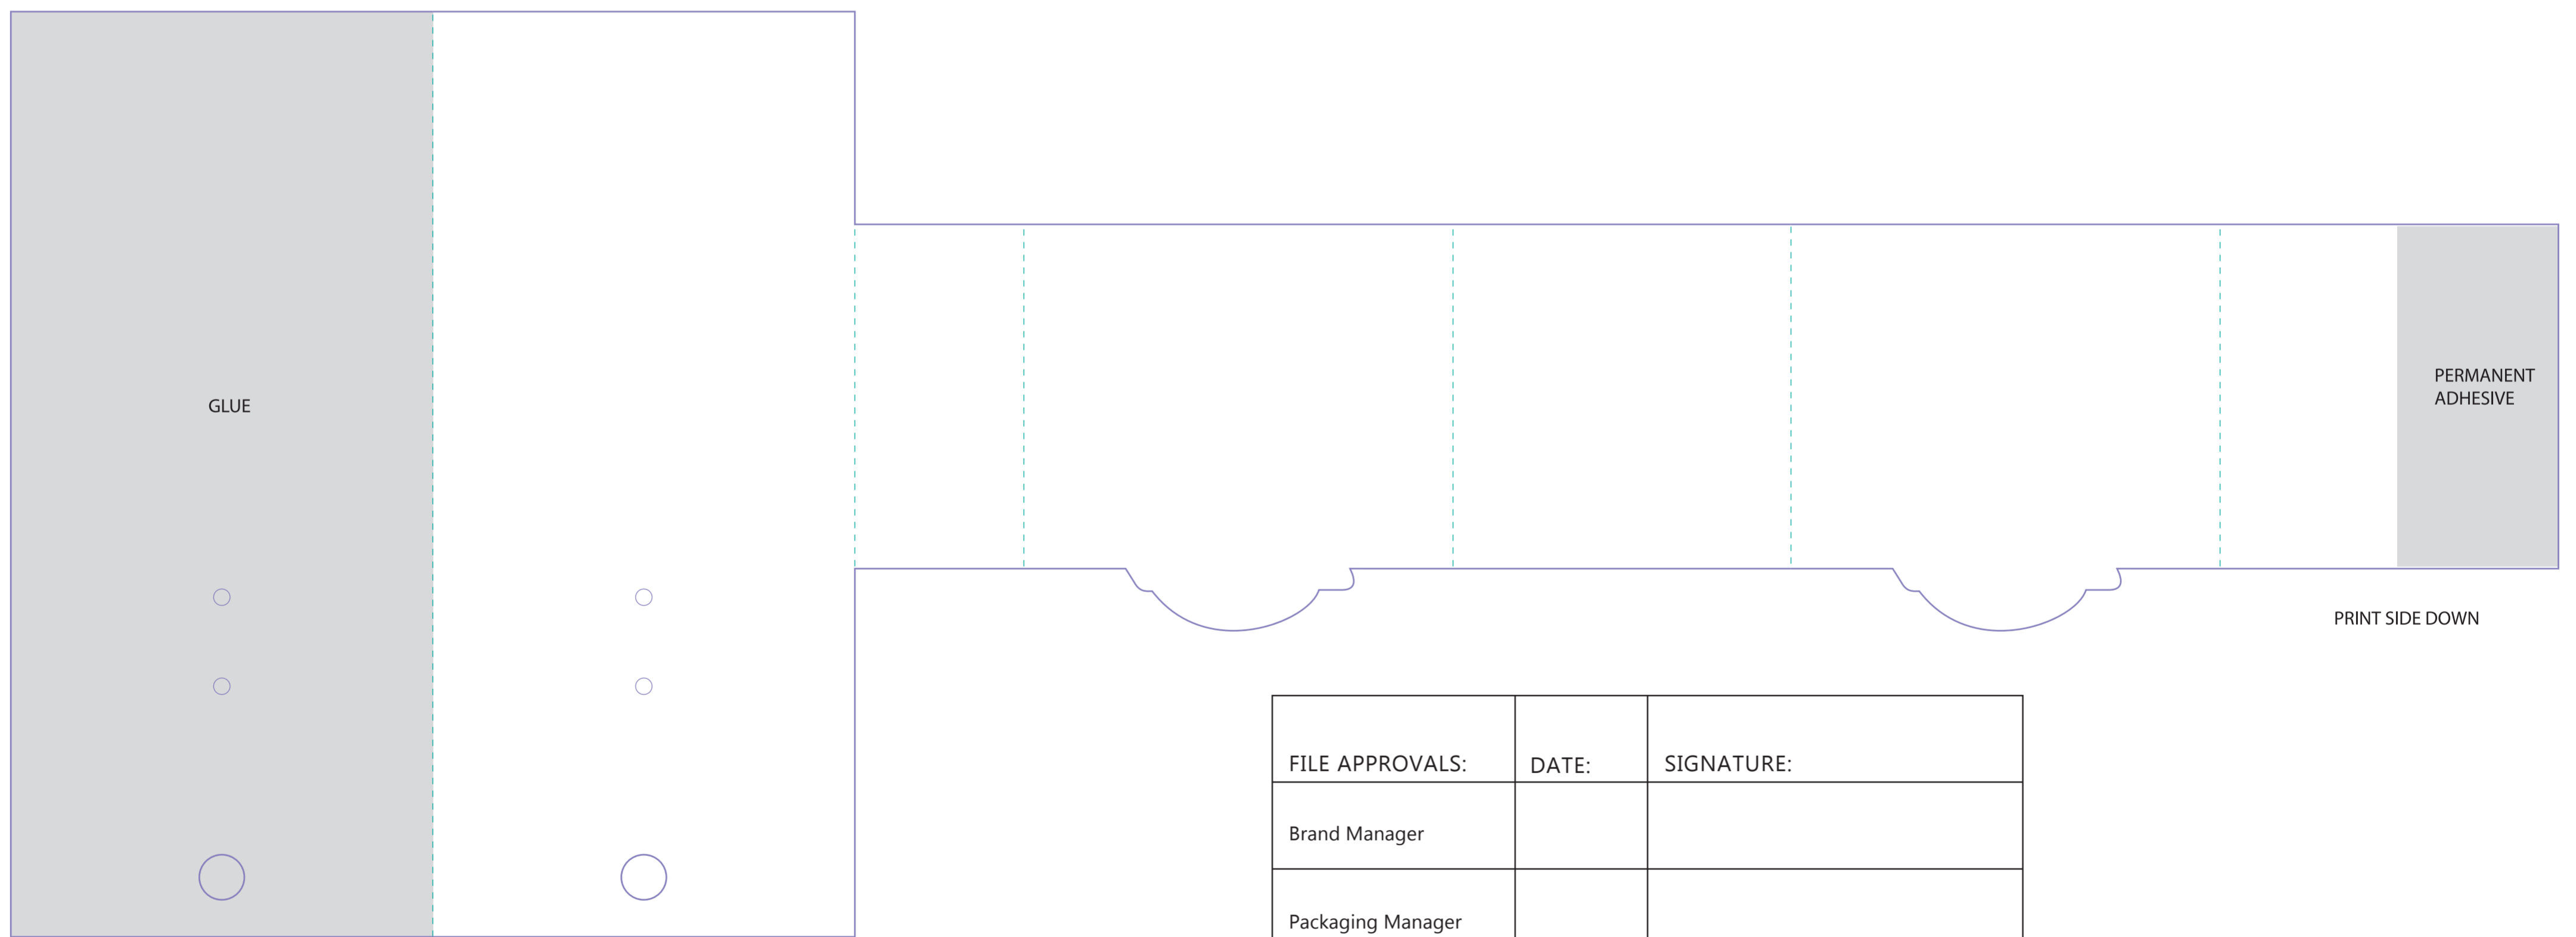 GLUE
PERMANENT
ADHESIVE
PRINT SIDE DOWN
FILE APPROVALS: DATE: SIGNATURE:
Brand Manager
Packaging Manager